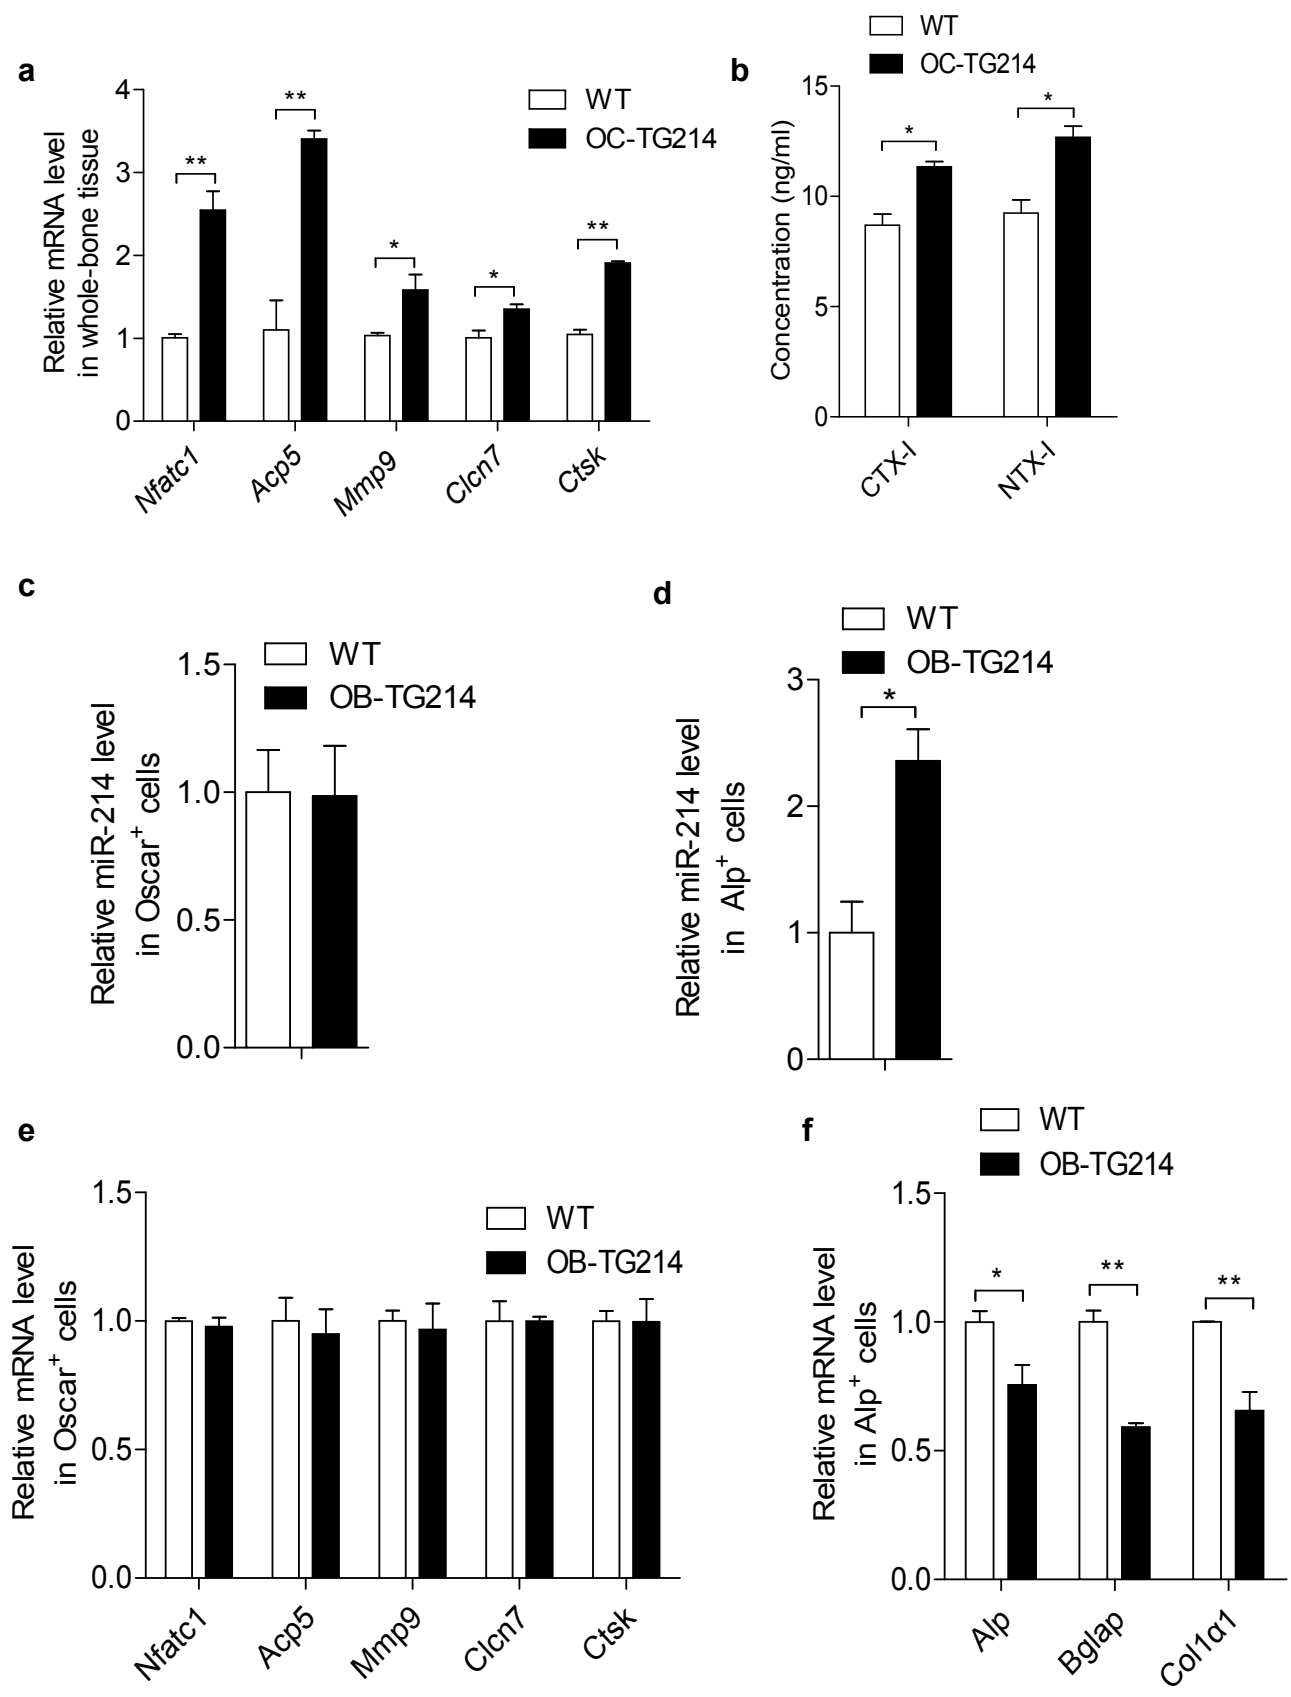 a
WT
OC-TG214
Relative mRNA level
in whole-bone tissue
4
3
2
1
0
**
**
*
*
**
Nfatc1
Acp5
Mmp9
Clcn7
Ctsk
b
WT
OC-TG214
Concentration (ng/ml)
15
10
5
0
*
*
CTX-I
NTX-I
c
WT
OB-TG214
Relative miR-214 level
in Oscar+ cells
1.5
1.0
0.5
0.0
d
WT
OB-TG214
Relative miR-214 level
in Alp+ cells
3
2
1
0
*
e
WT
OB-TG214
Relative mRNA level
in Oscar+ cells
1.5
1.0
0.5
0.0
Nfatc1
Acp5
Mmp9
Clcn7
Ctsk
f
WT
OB-TG214
Relative mRNA level
in Alp+ cells
1.5
1.0
0.5
0.0
*
**
**
Alp
Bglap
Col1α1